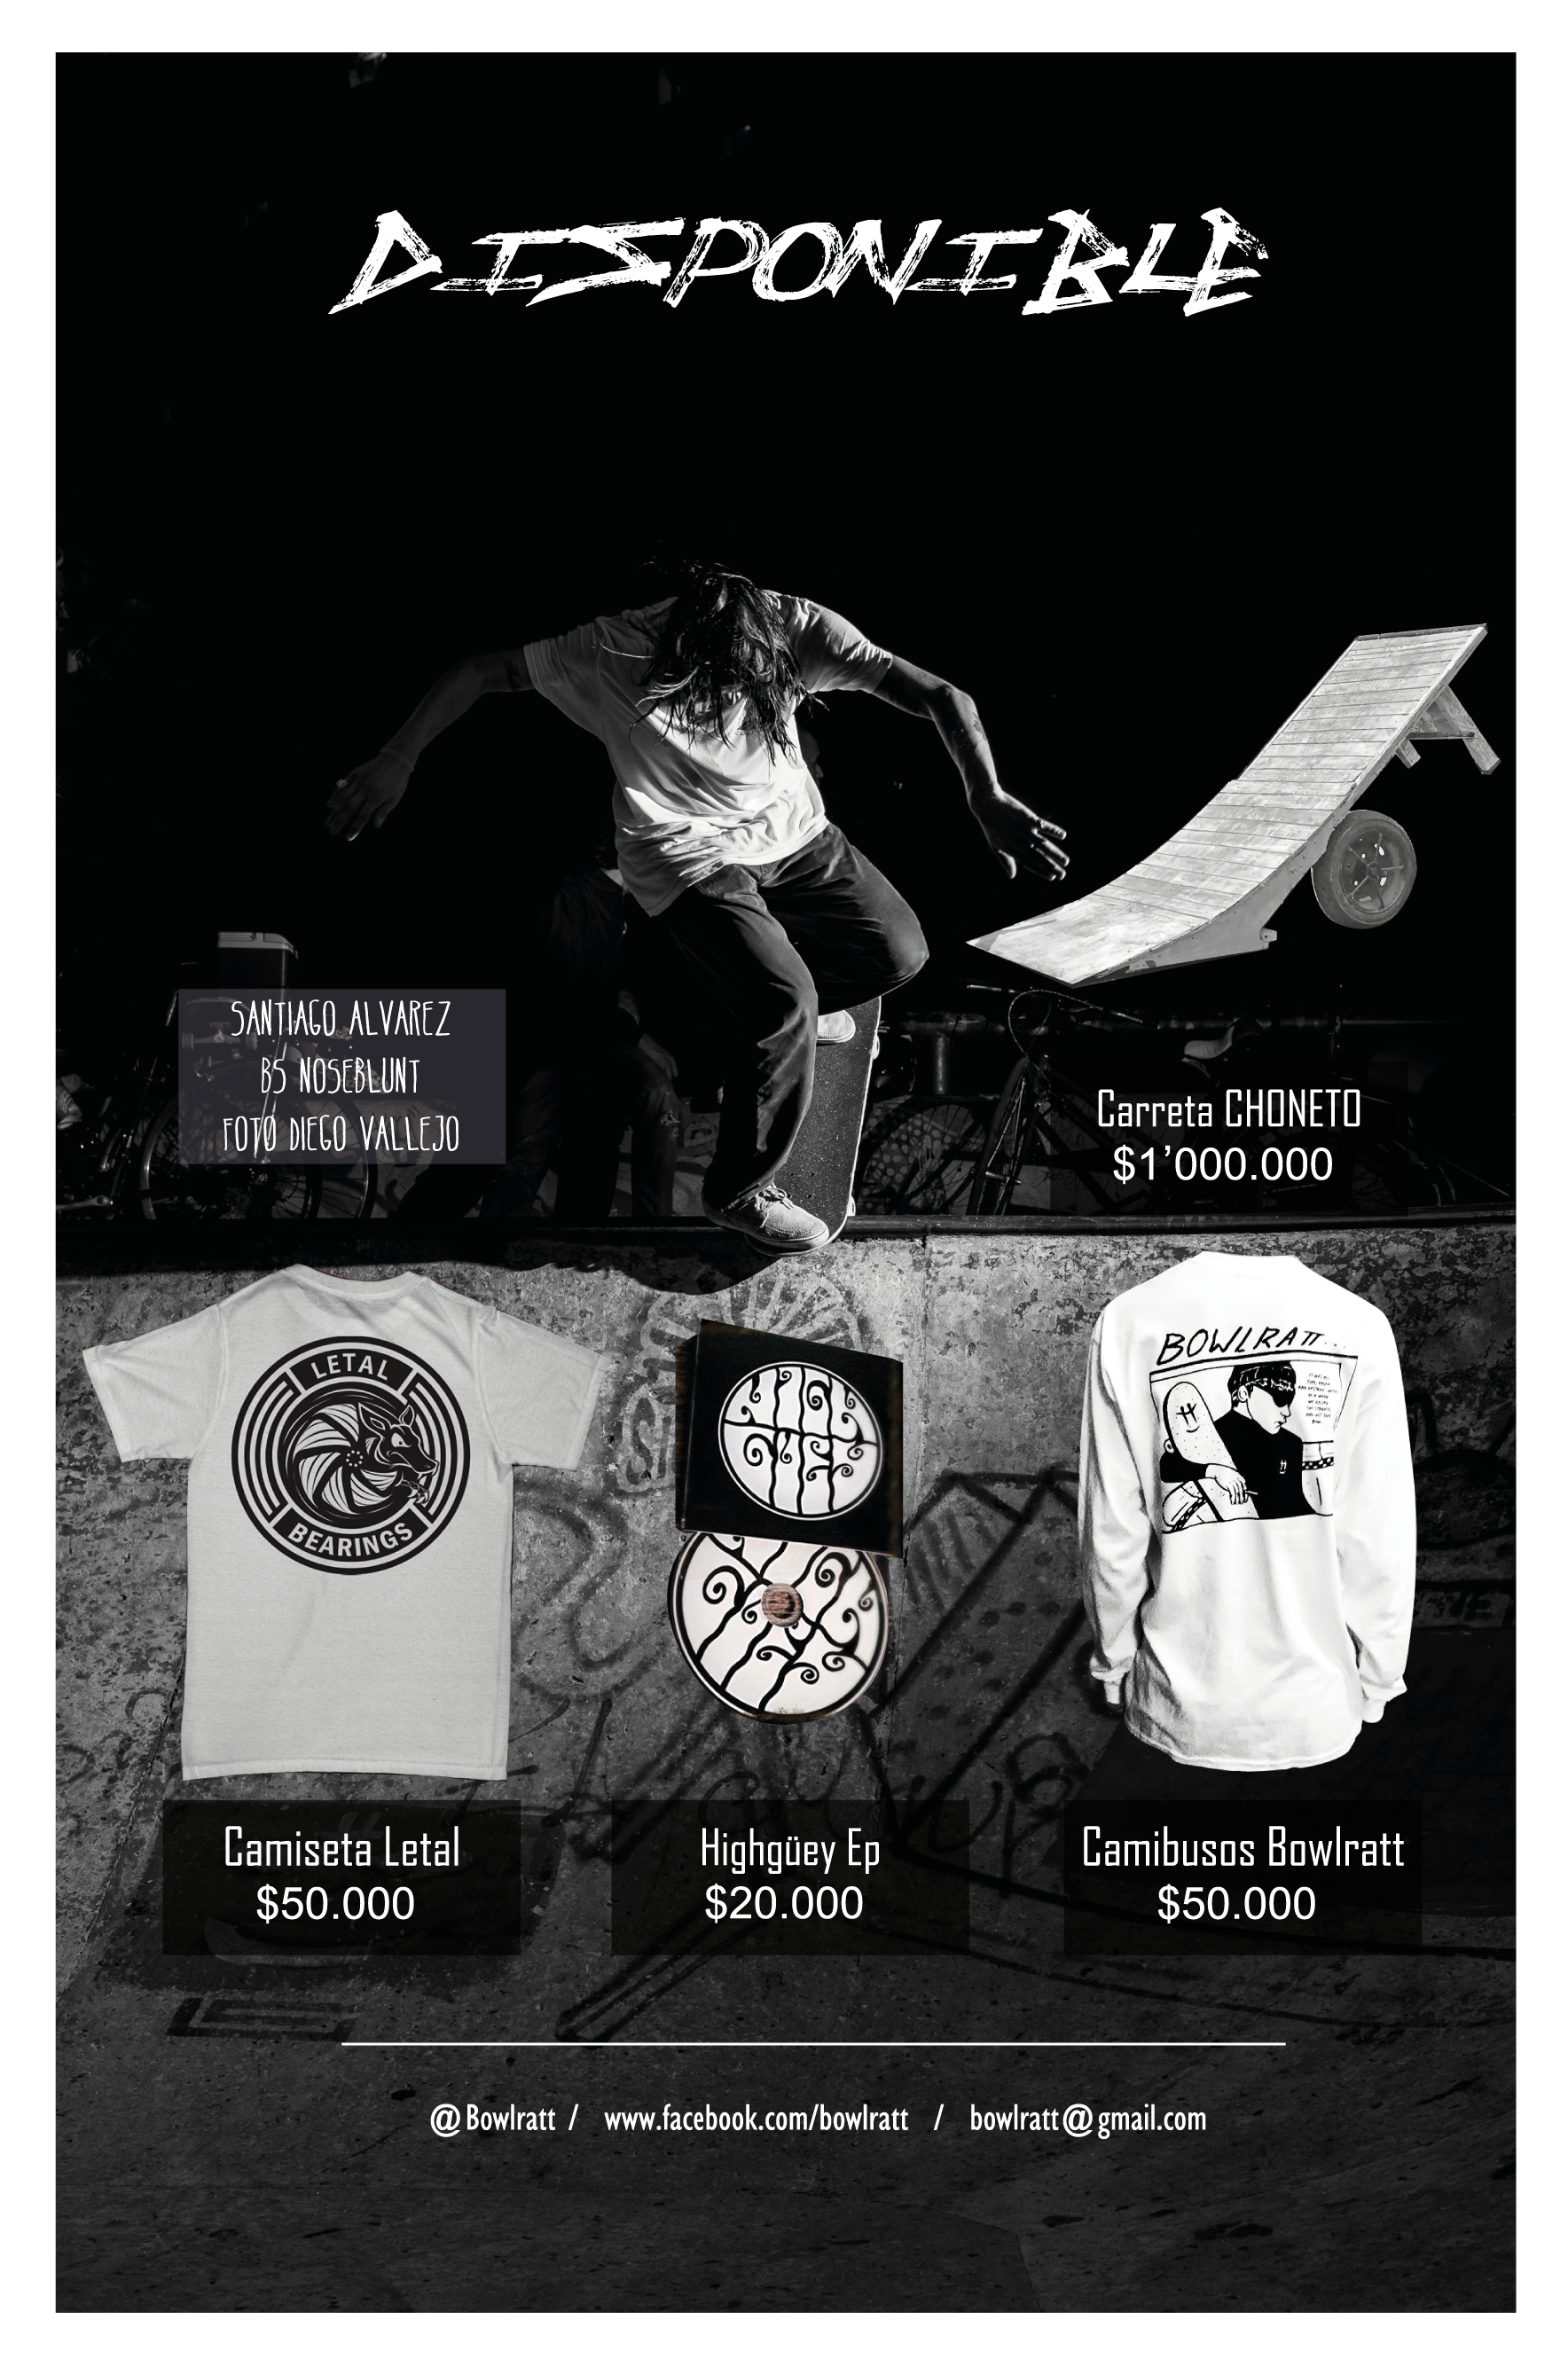 DISPONIBLE
SANTIAGO ALVAREZ
BS NOSEBLUNT
FOTO DIEGO VALLEJO
Carreta CHONETO
$1’000.000
LETAL
BEARINGS
BOWLRATT...
Camiseta Letal
$50.000
Highgüey Ep
$20.000
Camibusos Bowlratt
$50.000
@Bowlratt / www.facebook.com/bowlratt / bowlratt@gmail.com